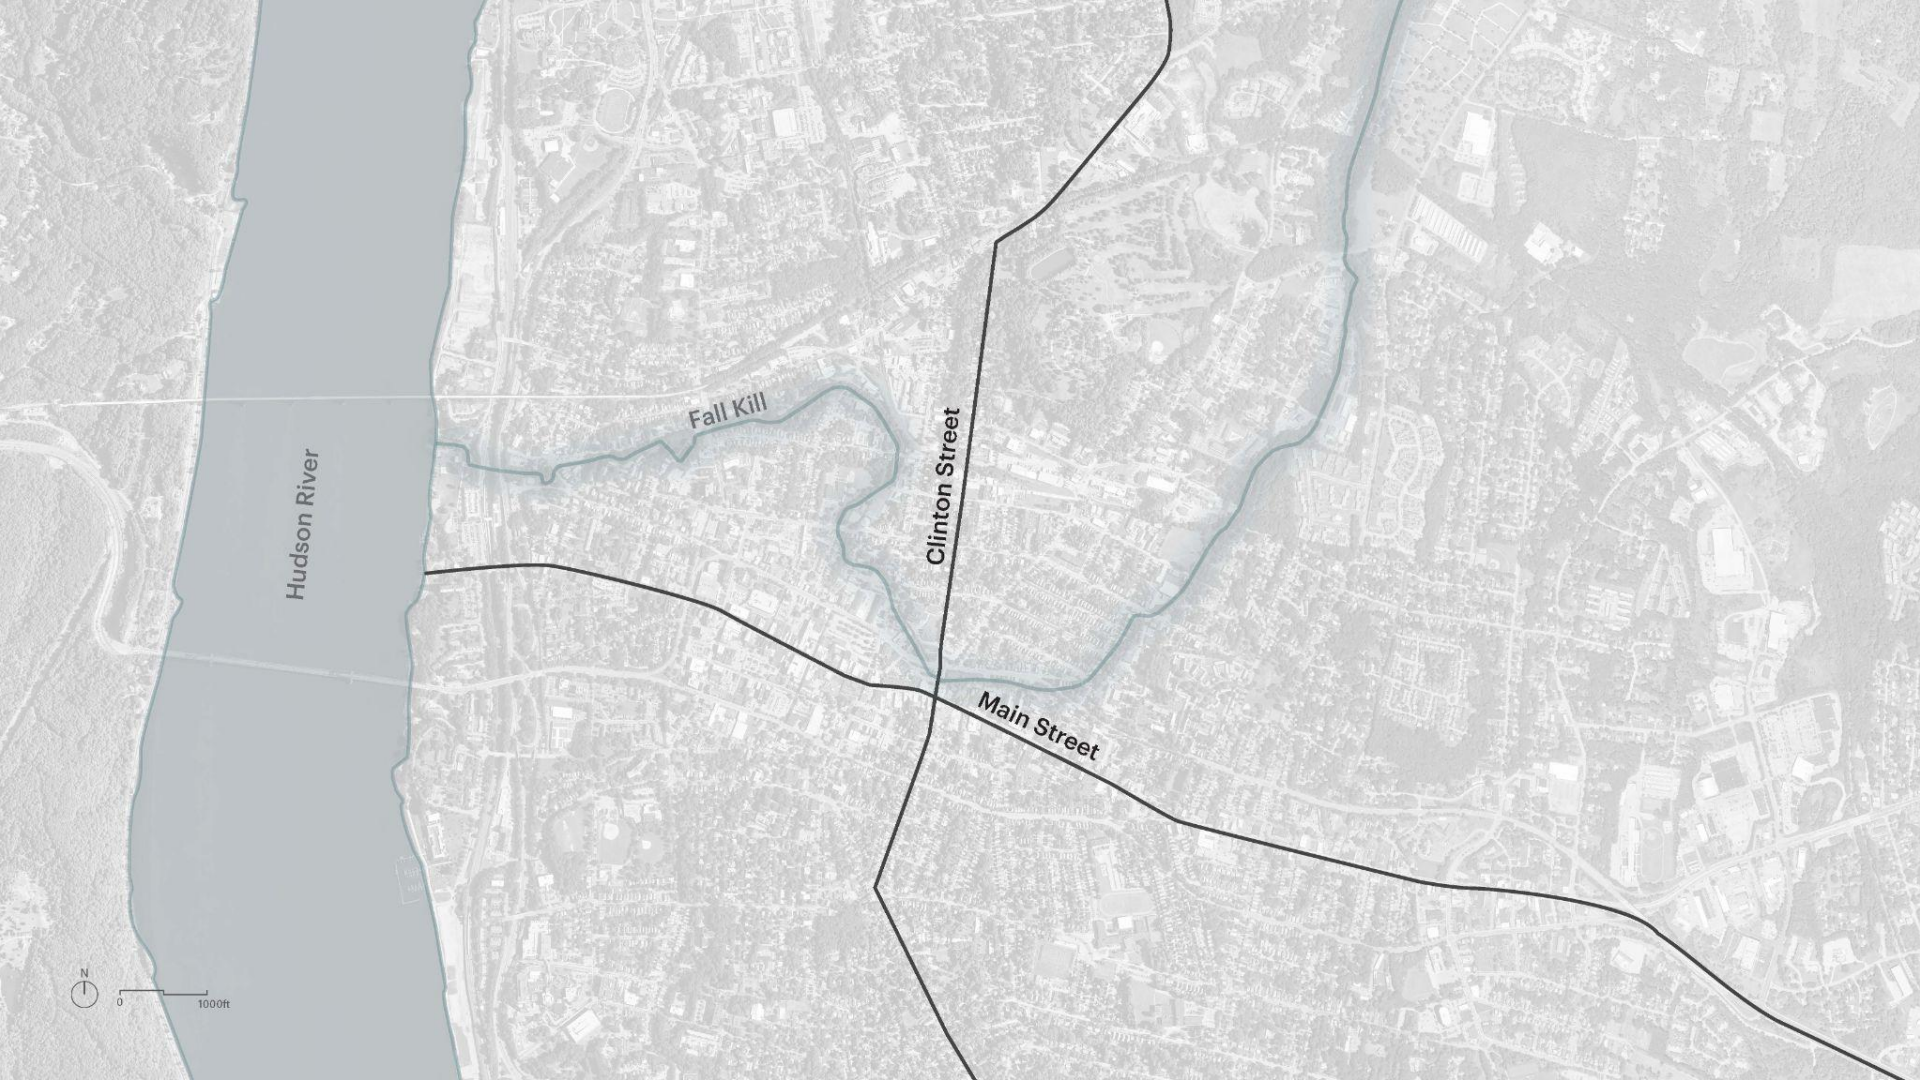 Fall Kill
Clinton Street
Hudson River
Main Street
N
0
1000ft